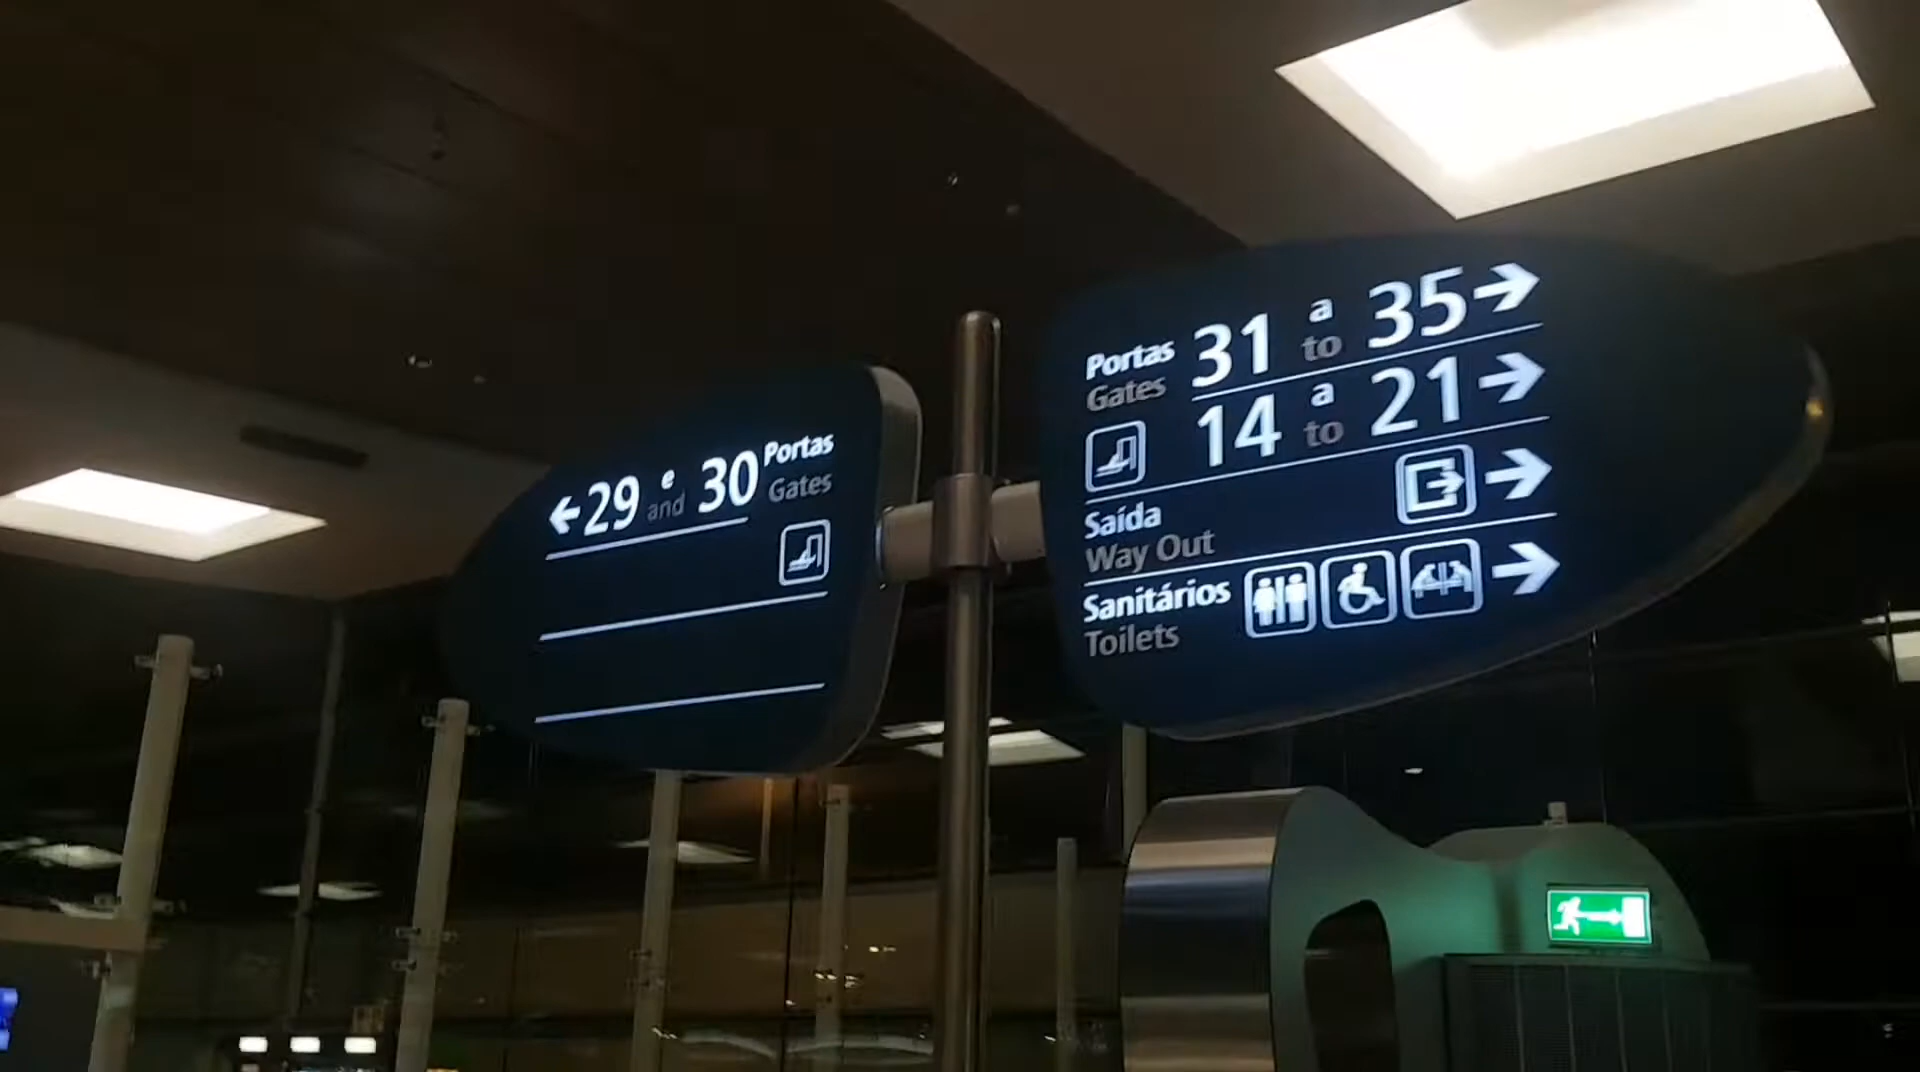 29 e and 30 Portas
Gates
Portas 31 a to 35
Gates
14 a to 21
Saída
Way Out
Sanitários
Toilets